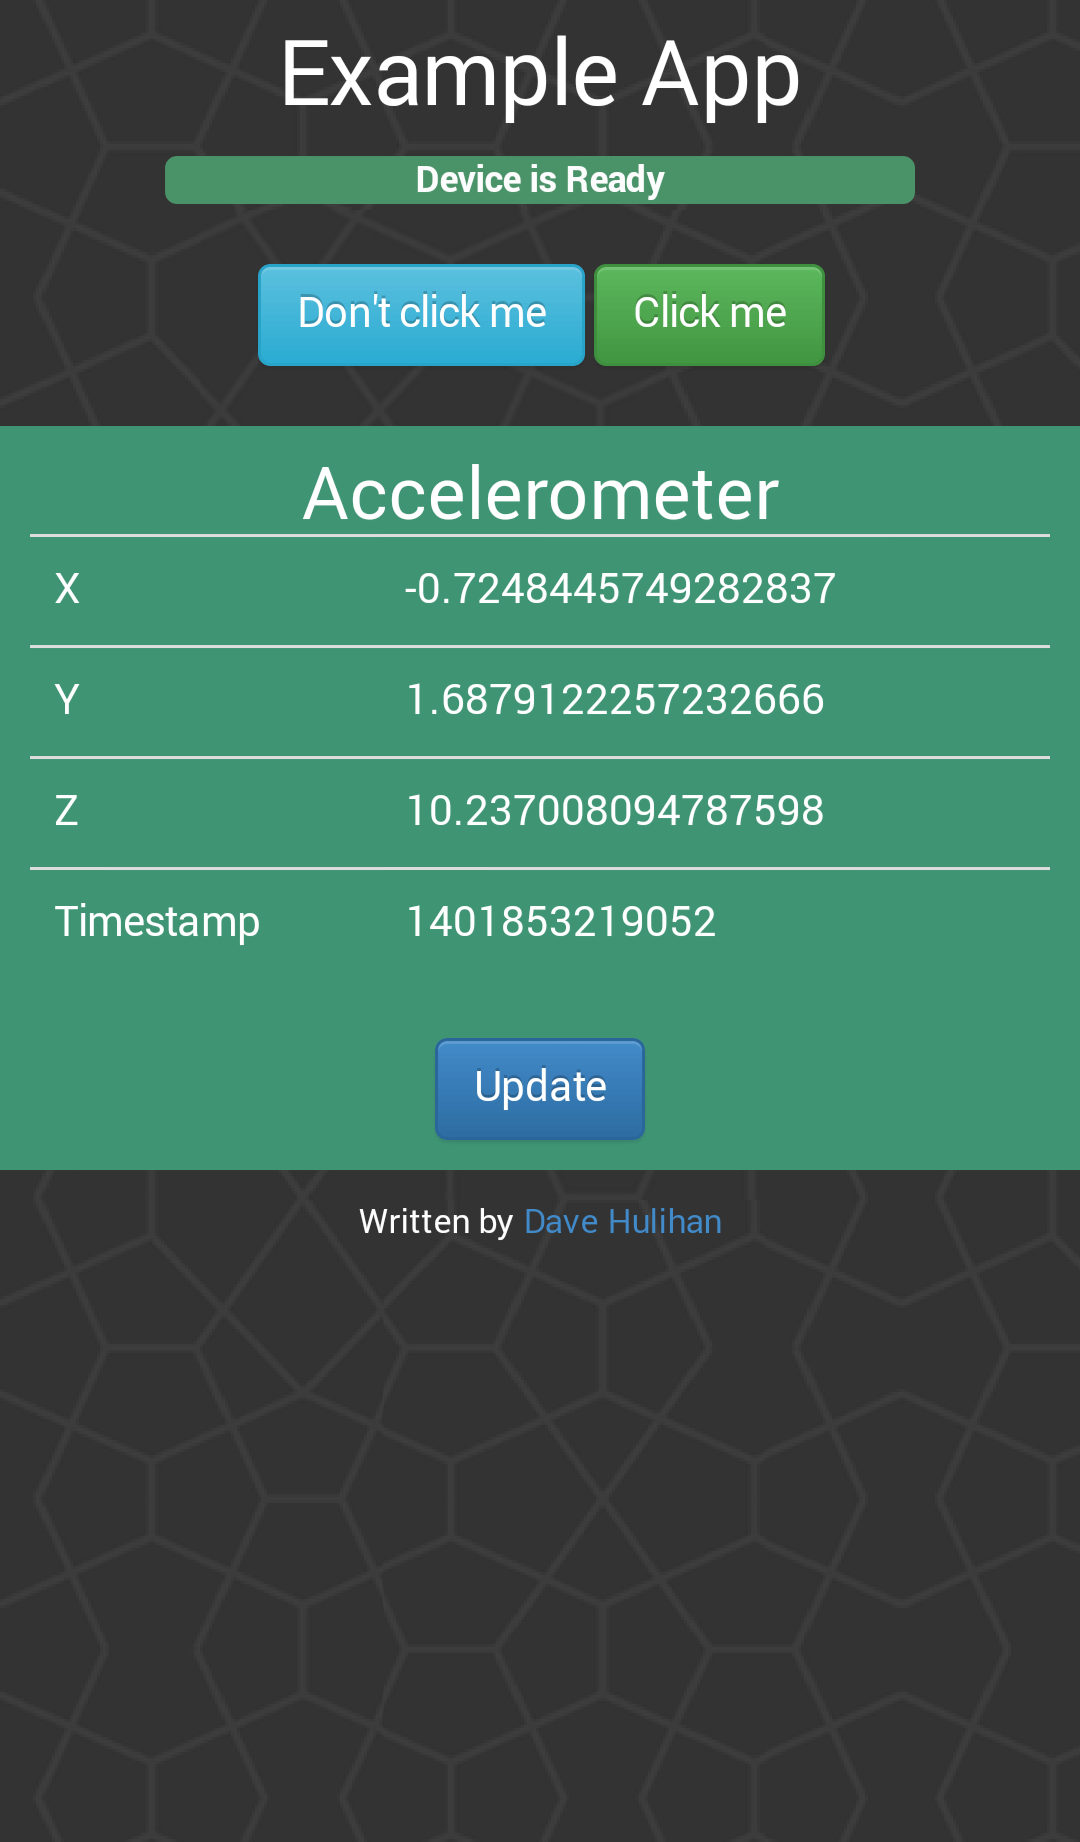 Example App
Device is Ready
Don't click me Click me
Accelerometer
X -0.7248445749282837
Y 1.6879122257232666
Z 10.237008094787598
Timestamp 1401853219052
Update
Written by Dave Hulihan